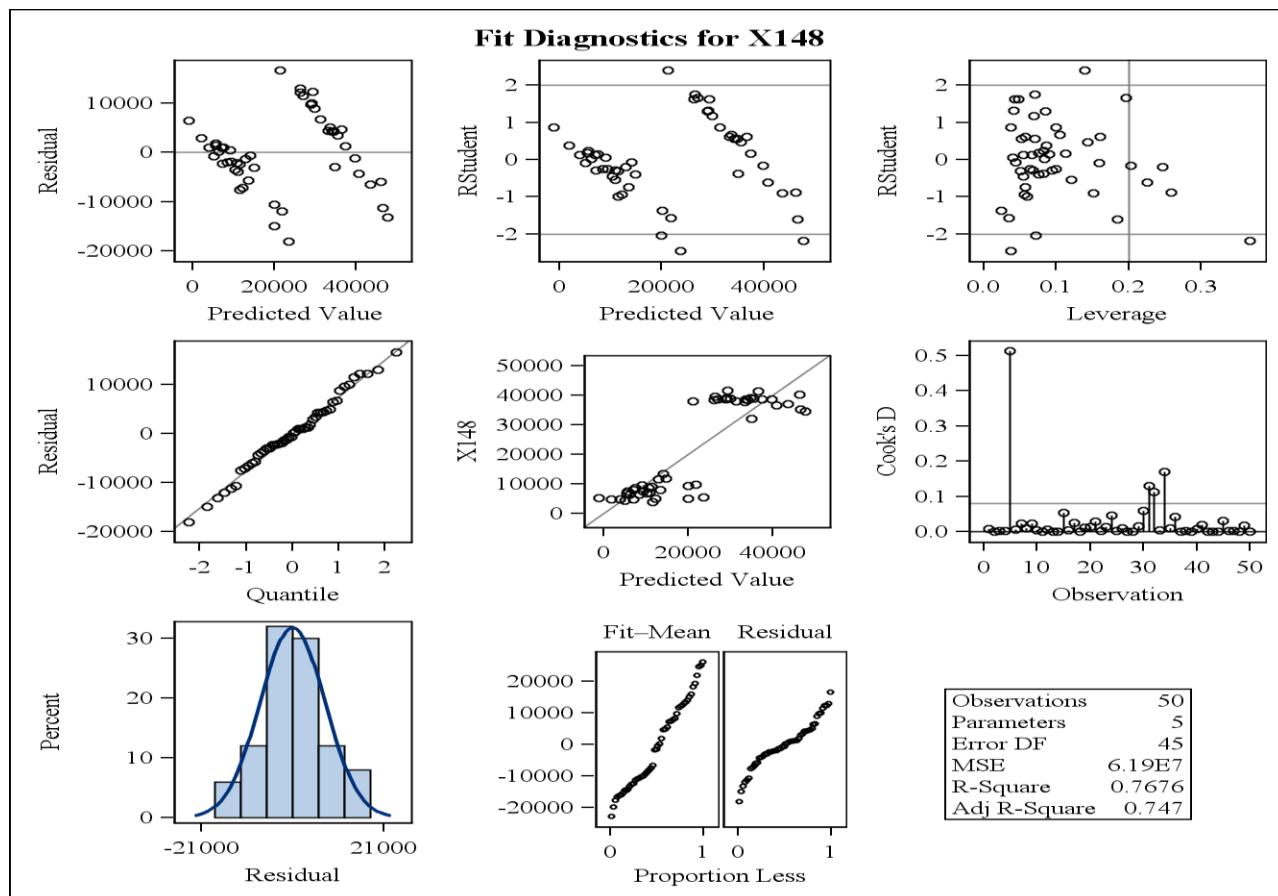 Fit Diagnostics for X148
Residual
10000
0
-10000
-20000
0 20000 40000
Predicted Value
RStudent
2
1
0
-1
-2
0 20000 40000
Predicted Value
RStudent
2
1
0
-1
-2
0.0 0.1 0.2 0.3
Leverage
Residual
10000
0
-10000
-20000
-2 -1 0 1 2
Quantile
X148
50000
40000
30000
20000
10000
0
0 20000 40000
Predicted Value
Cook's D
0.5
0.4
0.3
0.2
0.1
0.0
0 10 20 30 40 50
Observation
Percent
30
20
10
0
-21000 21000
Residual
Fit–Mean Residual
20000
10000
0
-10000
-20000
0 1 0 1
Proportion Less
Observations 50
Parameters 5
Error DF 45
MSE 6.19E7
R-Square 0.7676
Adj R-Square 0.747